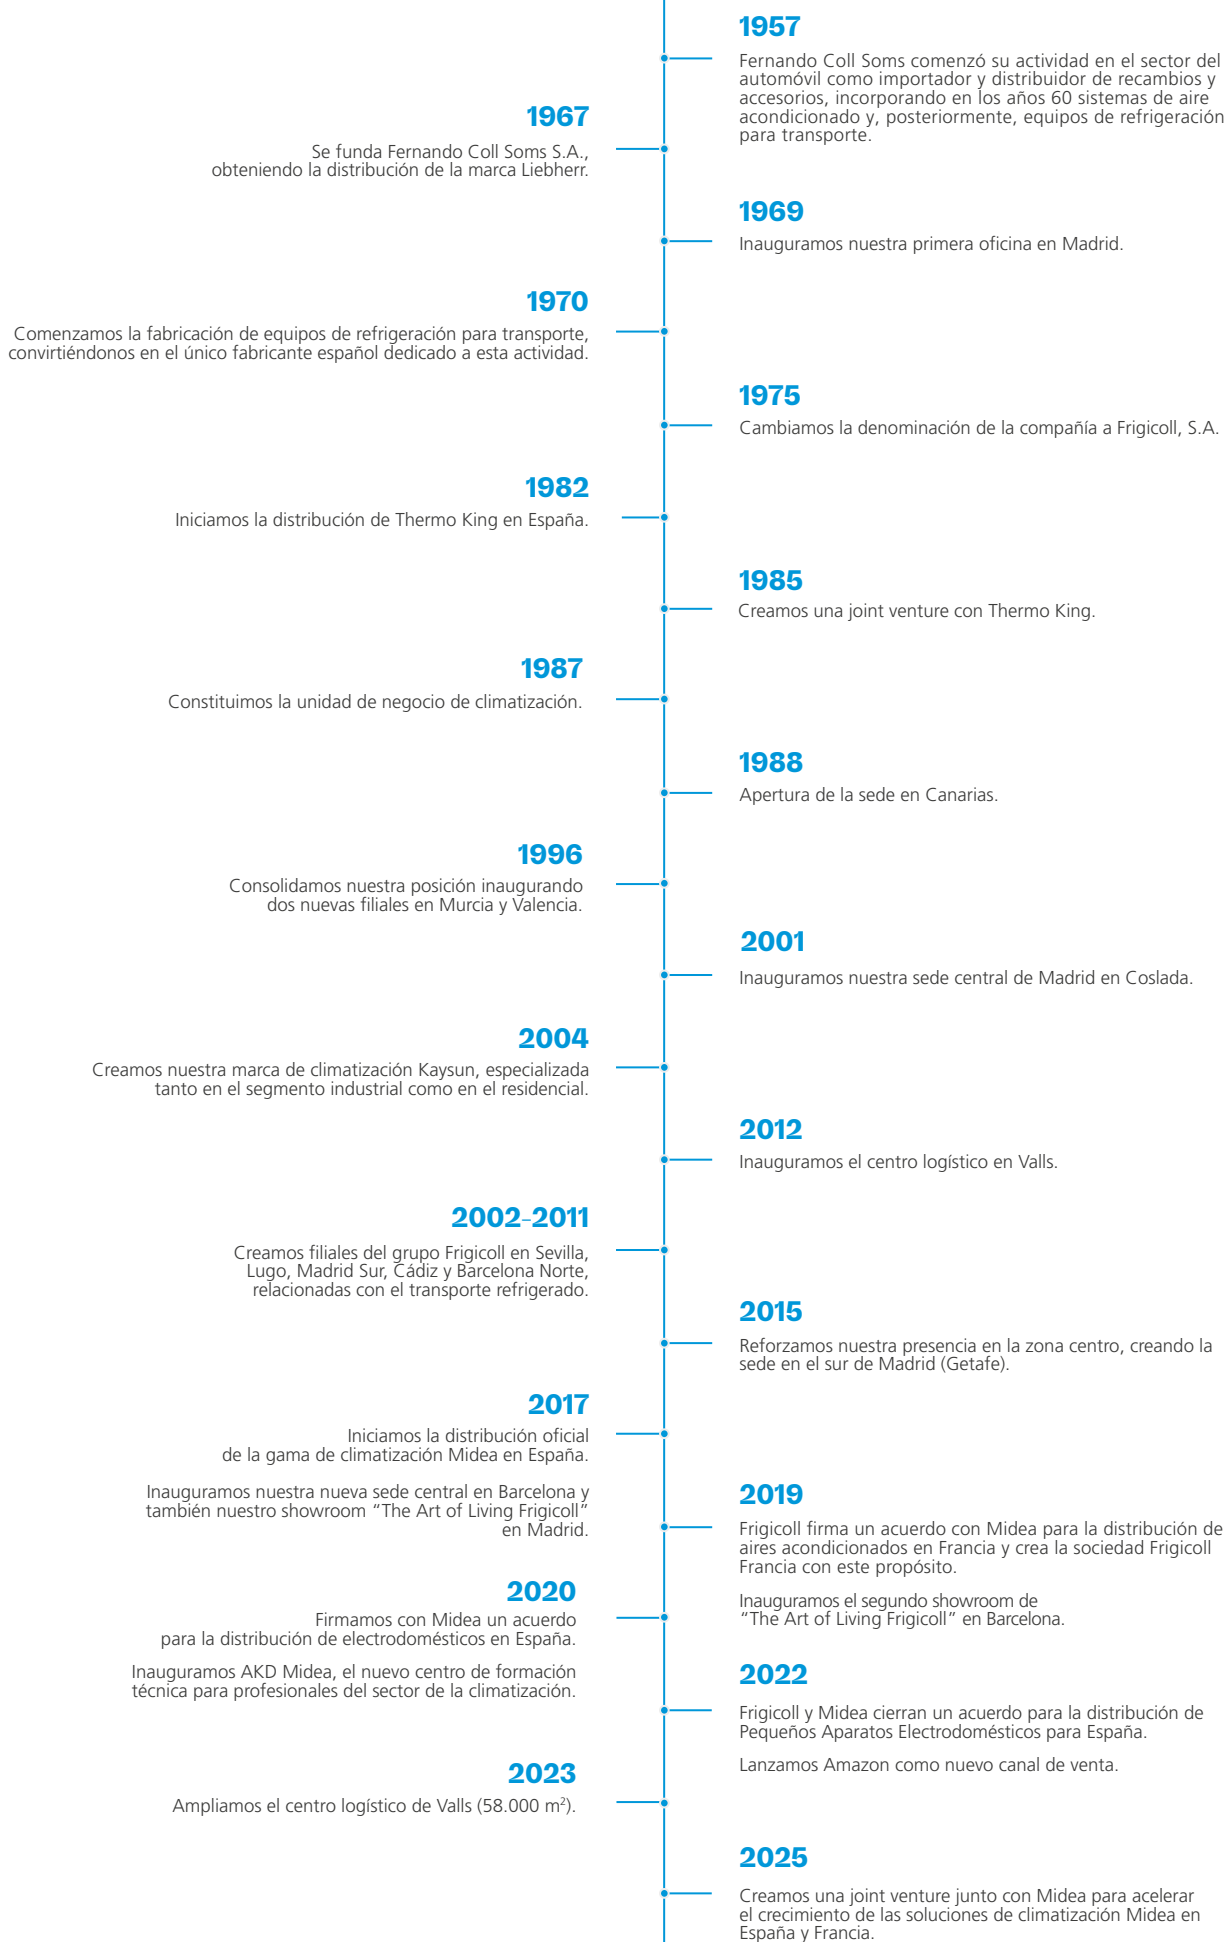 1957
Fernando Coll Soms comenzó su actividad en el sector del
automóvil como importador y distribuidor de recambios y
accesorios, incorporando en los años 60 sistemas de aire
acondicionado y, posteriormente, equipos de refrigeración
para transporte.
1967
Se funda Fernando Coll Soms S.A.,
obteniendo la distribución de la marca Liebherr.
1969
Inauguramos nuestra primera oficina en Madrid.
1970
Comenzamos la fabricación de equipos de refrigeración para transporte,
convirtiéndonos en el único fabricante español dedicado a esta actividad.
1975
Cambiamos la denominación de la compañía a Frigicoll, S.A.
1982
Iniciamos la distribución de Thermo King en España.
1985
Creamos una joint venture con Thermo King.
1987
Constituimos la unidad de negocio de climatización.
1988
Apertura de la sede en Canarias.
1996
Consolidamos nuestra posición inaugurando
dos nuevas filiales en Murcia y Valencia.
2001
Inauguramos nuestra sede central de Madrid en Coslada.
2004
Creamos nuestra marca de climatización Kaysun, especializada
tanto en el segmento industrial como en el residencial.
2012
Inauguramos el centro logístico en Valls.
2002-2011
Creamos filiales del grupo Frigicoll en Sevilla,
Lugo, Madrid Sur, Cádiz y Barcelona Norte,
relacionadas con el transporte refrigerado.
2015
Reforzamos nuestra presencia en la zona centro, creando la
sede en el sur de Madrid (Getafe).
2017
Iniciamos la distribución oficial
de la gama de climatización Midea en España.
Inauguramos nuestra nueva sede central en Barcelona y
también nuestro showroom “The Art of Living Frigicoll”
en Madrid.
2019
Frigicoll firma un acuerdo con Midea para la distribución de
aires acondicionados en Francia y crea la sociedad Frigicoll
Francia con este propósito.
Inauguramos el segundo showroom de
“The Art of Living Frigicoll” en Barcelona.
2020
Firmamos con Midea un acuerdo
para la distribución de electrodomésticos en España.
Inauguramos AKD Midea, el nuevo centro de formación
técnica para profesionales del sector de la climatización.
2022
Frigicoll y Midea cierran un acuerdo para la distribución de
Pequeños Aparatos Electrodomésticos para España.
Lanzamos Amazon como nuevo canal de venta.
2023
Ampliamos el centro logístico de Valls (58.000 m²).
2025
Creamos una joint venture junto con Midea para acelerar
el crecimiento de las soluciones de climatización Midea en
España y Francia.